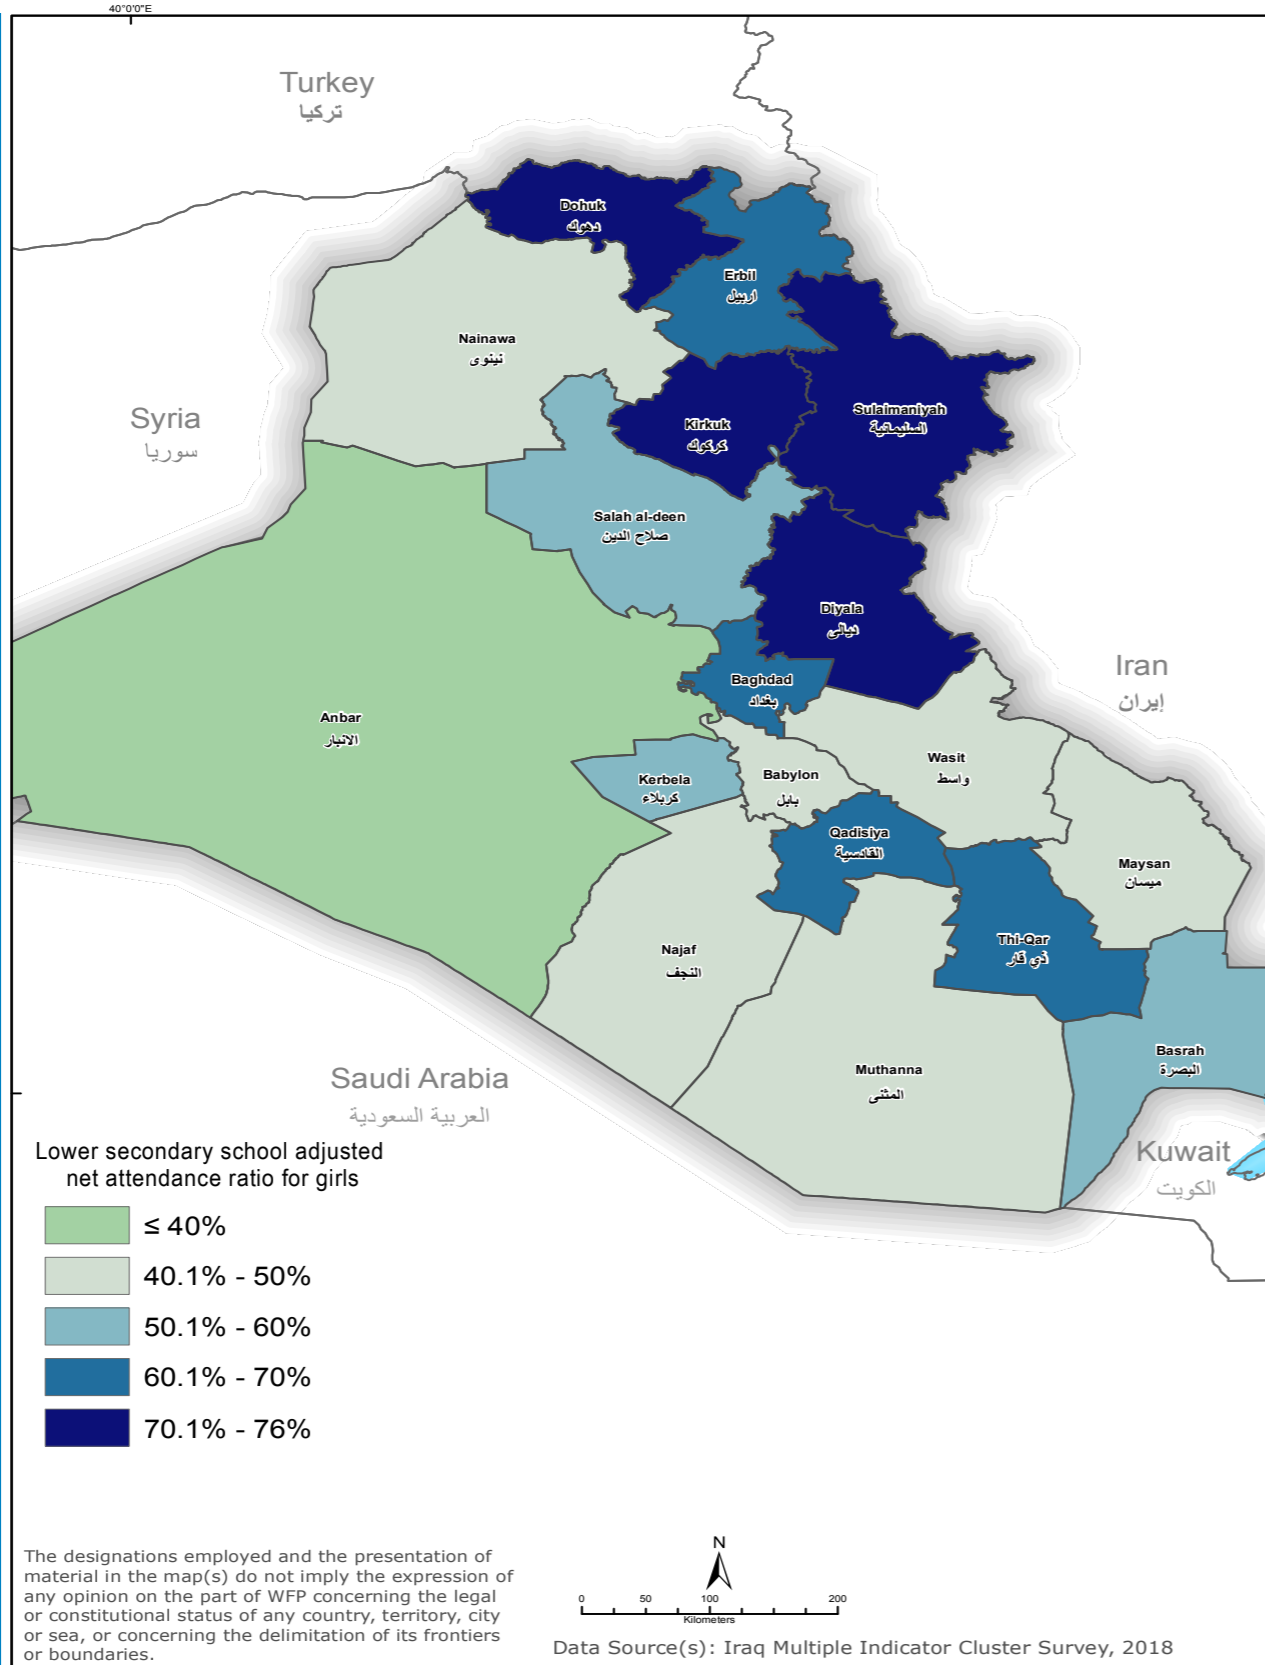 40°0'0"E
Turkey
تركيا
Dohuk
دهوك
Erbil
اربيل
Nainawa
نينوى
Syria
سوريا
Kirkuk
كركوك
Sulaimaniyah
السليمانية
Salah al-deen
صلاح الدين
Diyala
ديالى
Iran
إيران
Baghdad
بغداد
Anbar
الانبار
Kerbela
كربلاء
Babylon
بابل
Wasit
واسط
Qadisiya
القادسية
Maysan
ميسان
Najaf
النجف
Thi-Qar
ذي قار
Basrah
البصرة
Muthanna
المثنى
Saudi Arabia
العربية السعودية
Kuwait
الكويت
Lower secondary school adjusted
net attendance ratio for girls
≤ 40%
40.1% - 50%
50.1% - 60%
60.1% - 70%
70.1% - 76%
The designations employed and the presentation of
material in the map(s) do not imply the expression of
any opinion on the part of WFP concerning the legal
or constitutional status of any country, territory, city
or sea, or concerning the delimitation of its frontiers
or boundaries.
N
0 50 100 200
Kilometers
Data Source(s): Iraq Multiple Indicator Cluster Survey, 2018